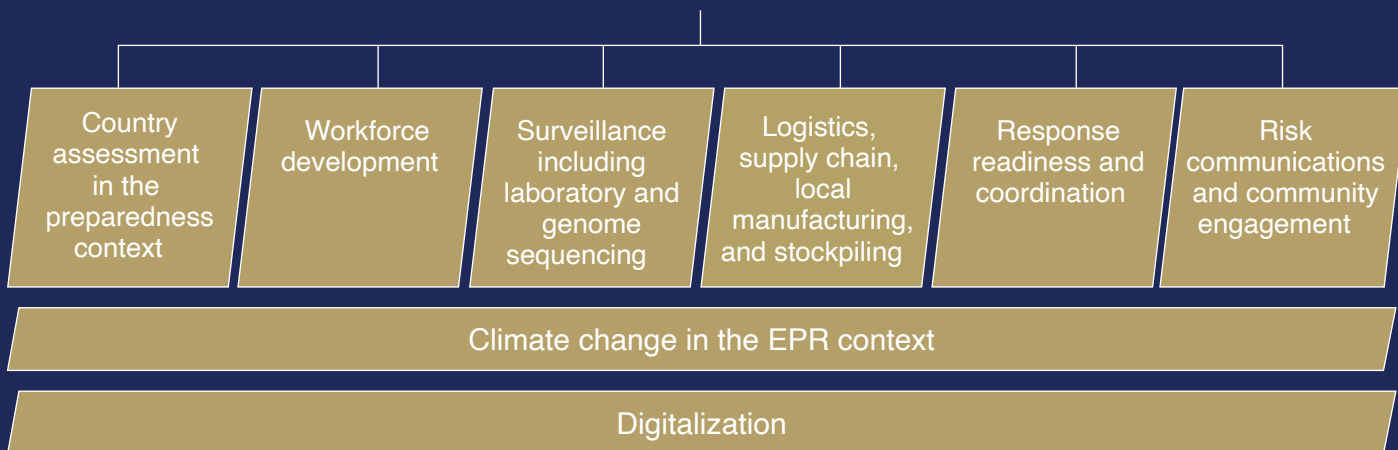 Country
assessment
in the
preparedness
context
Workforce
development
Surveillance
including
laboratory and
genome
sequencing
Logistics,
supply chain,
local
manufacturing,
and stockpiling
Response
readiness and
coordination
Risk
communications
and community
engagement
Climate change in the EPR context
Digitalization